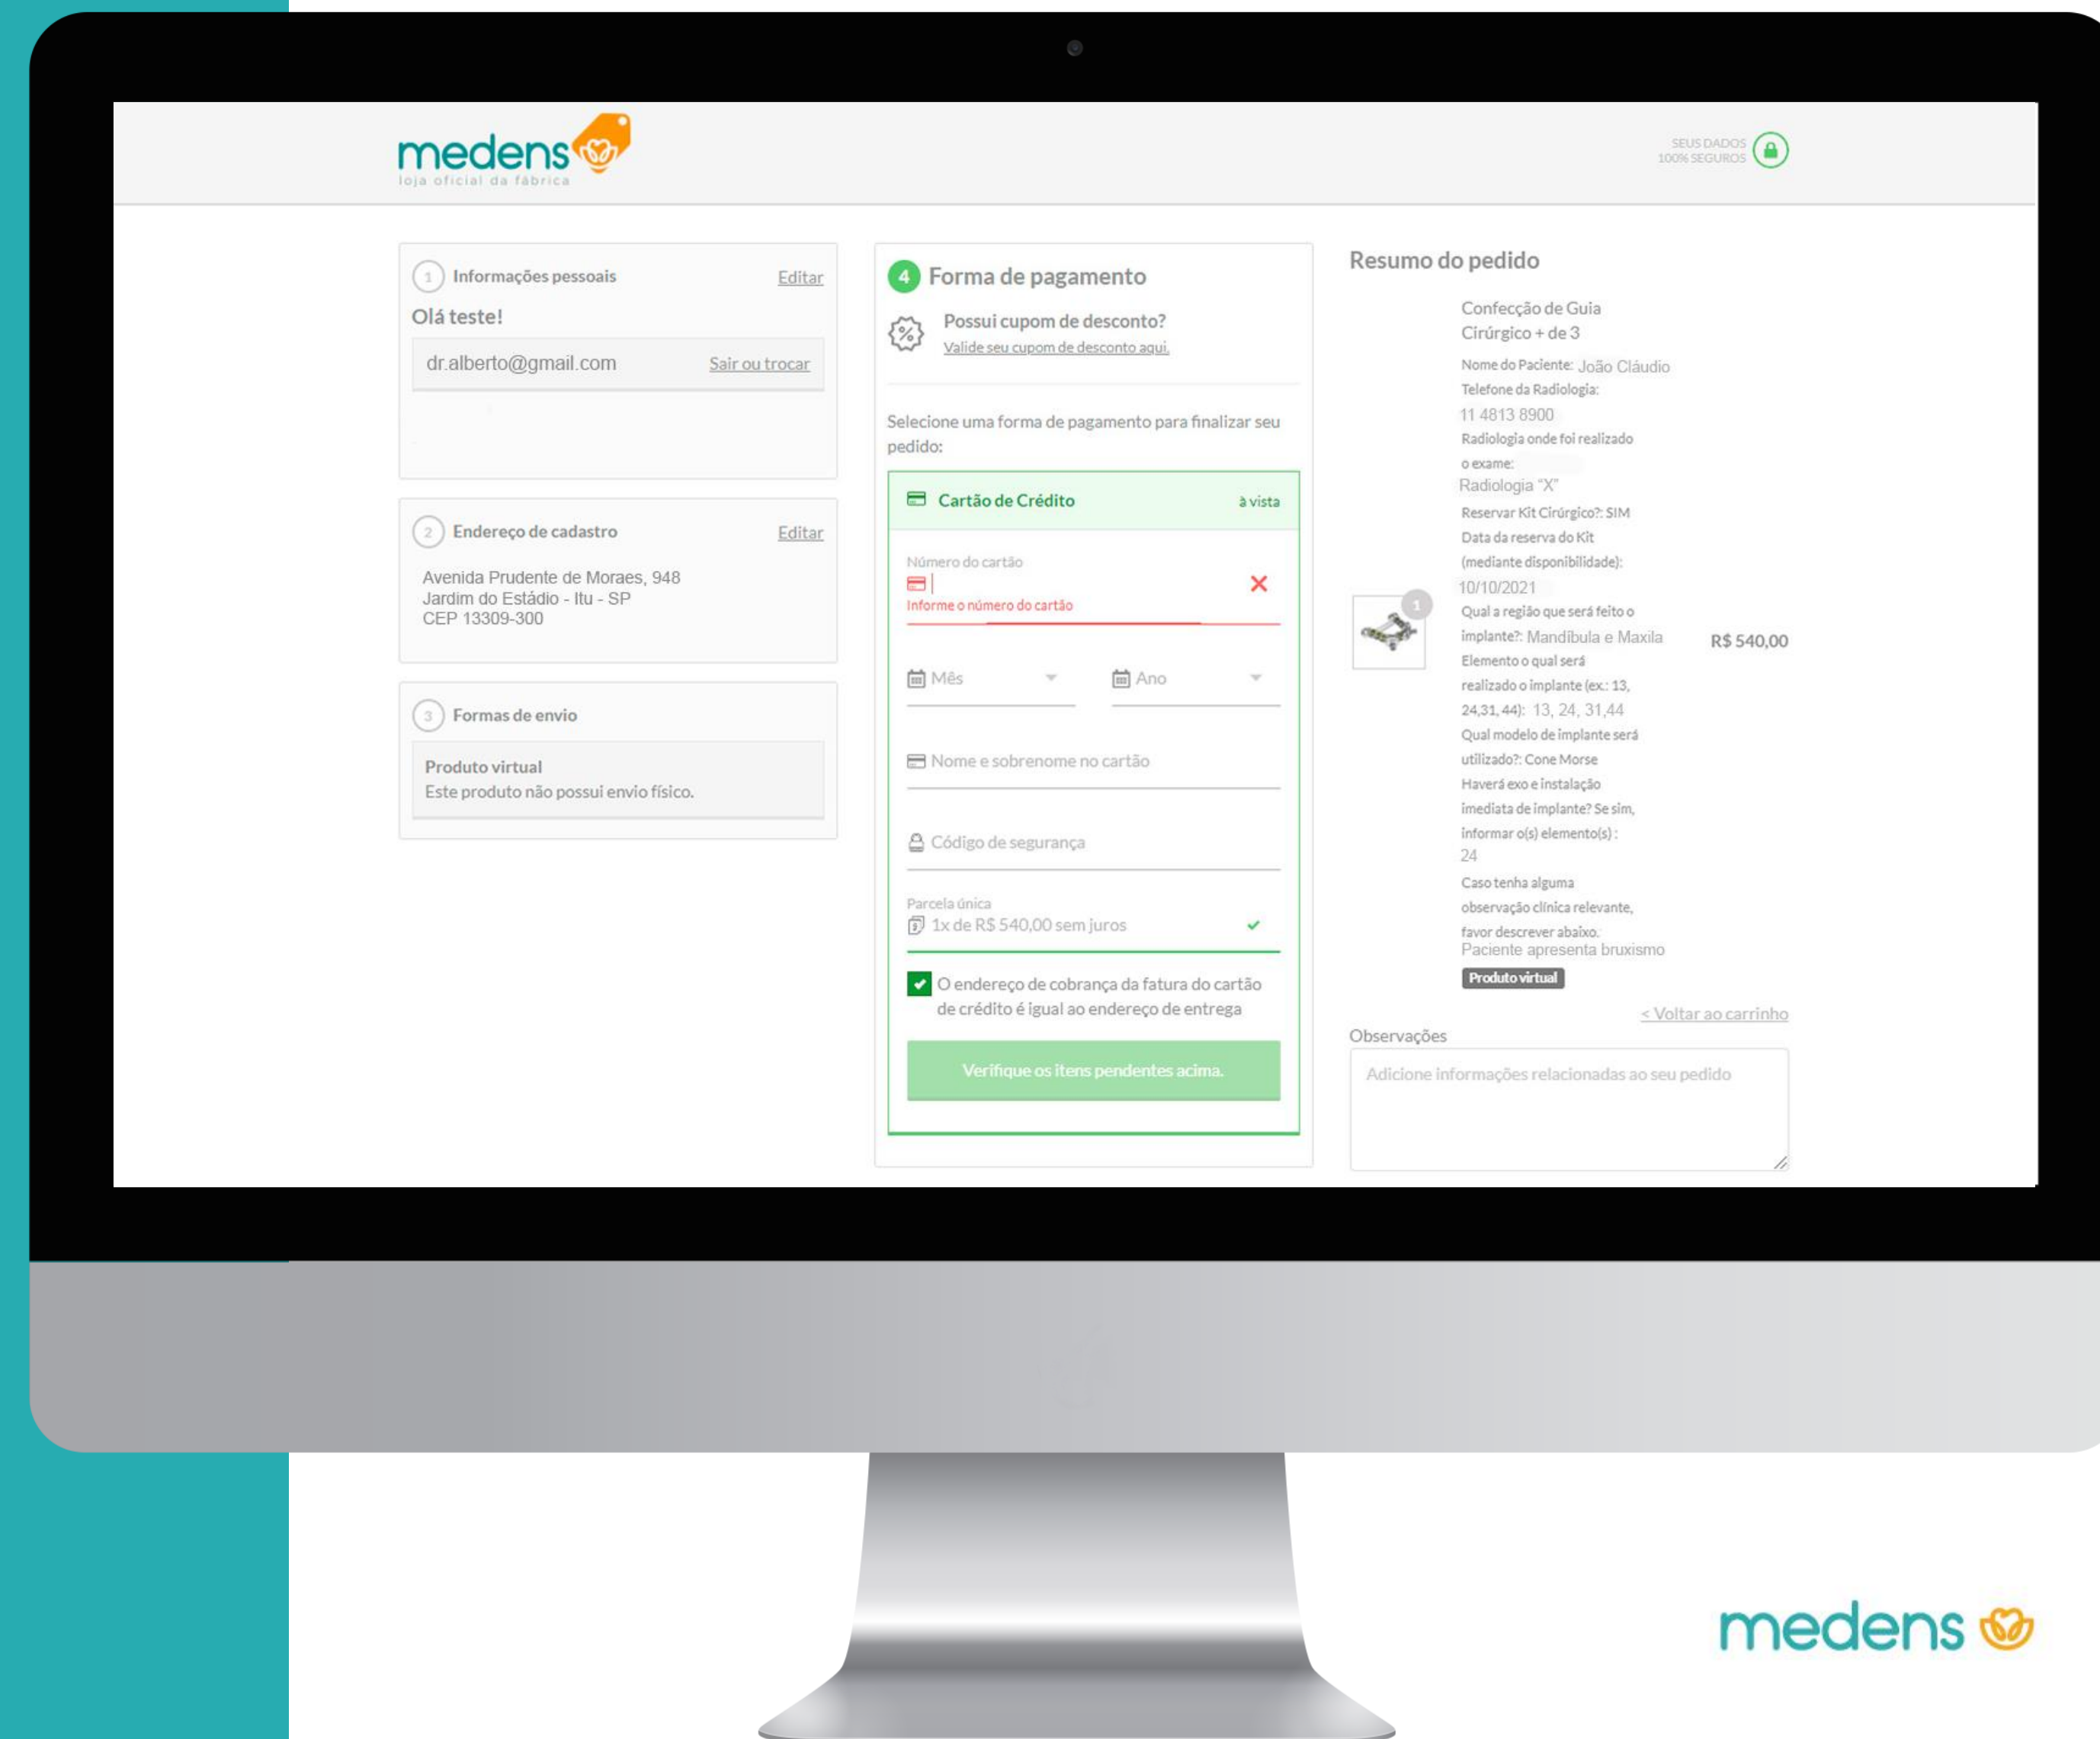 medens
loja oficial da fábrica
SEUS DADOS
100% SEGUROS
1 Informações pessoais Editar
Olá teste!
dr.alberto@gmail.com Sair ou trocar
2 Endereço de cadastro Editar
Avenida Prudente de Moraes, 948
Jardim do Estádio - Itu - SP
CEP 13309-300
3 Formas de envio
Produto virtual
Este produto não possui envio físico.
4 Forma de pagamento
Possui cupom de desconto?
Valide seu cupom de desconto aqui.
Selecione uma forma de pagamento para finalizar seu
pedido:
Cartão de Crédito à vista
Número do cartão
Informe o número do cartão
Mês Ano
Nome e sobrenome no cartão
Código de segurança
Parcela única
1x de R$ 540,00 sem juros
O endereço de cobrança da fatura do cartão
de crédito é igual ao endereço de entrega
Verifique os itens pendentes acima.
Resumo do pedido
Confecção de Guia
Cirúrgico + de 3
Nome do Paciente: João Cláudio
Telefone da Radiologia:
11 4813 8900
Radiologia onde foi realizado
o exame:
Radiologia “X”
Reservar Kit Cirúrgico?: SIM
Data da reserva do Kit
(mediante disponibilidade):
10/10/2021
1
Qual a região que será feito o
implante?: Mandíbula e Maxila
R$ 540,00
Elemento o qual será
realizado o implante (ex.: 13,
24,31, 44): 13, 24, 31,44
Qual modelo de implante será
utilizado?: Cone Morse
Haverá exo e instalação
imediata de implante? Se sim,
informar o(s) elemento(s) :
24
Caso tenha alguma
observação clínica relevante,
favor descrever abaixo.
Paciente apresenta bruxismo
Produto virtual
< Voltar ao carrinho
Observações
Adicione informações relacionadas ao seu pedido
medens